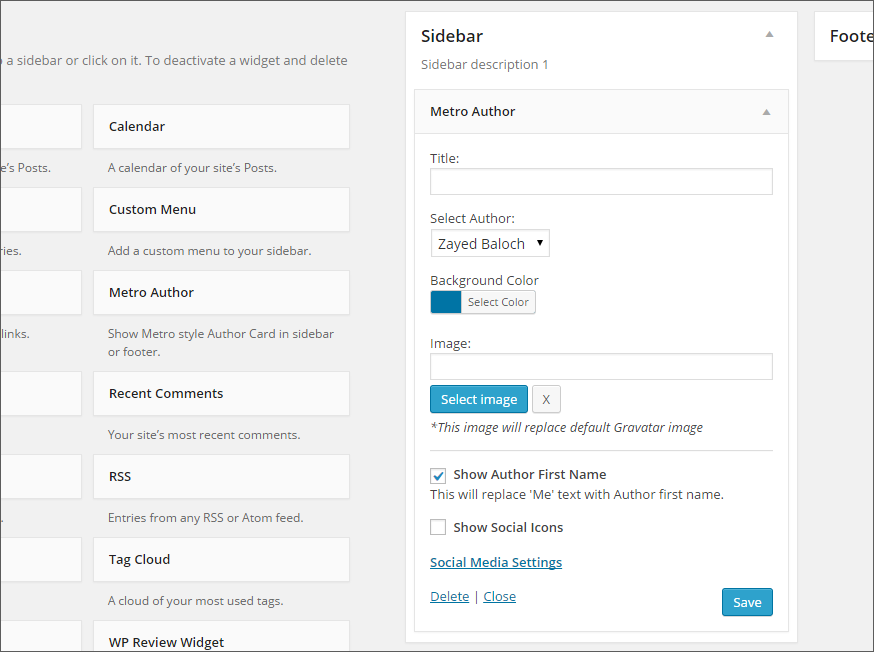 a sidebar or click on it. To deactivate a widget and delete
Calendar
e's Posts.
A calendar of your site's Posts.
Custom Menu
ries.
Add a custom menu to your sidebar.
Metro Author
links.
Show Metro style Author Card in sidebar
or footer.
Recent Comments
Your site's most recent comments.
RSS
.
Entries from any RSS or Atom feed.
Tag Cloud
A cloud of your most used tags.
WP Review Widget
Sidebar
Sidebar description 1
Metro Author
Title:
Select Author:
Zayed Baloch
Background Color
Select Color
Image:
Select image X
*This image will replace default Gravatar image
Show Author First Name
This will replace 'Me' text with Author first name.
Show Social Icons
Social Media Settings
Delete | Close
Save
Foote